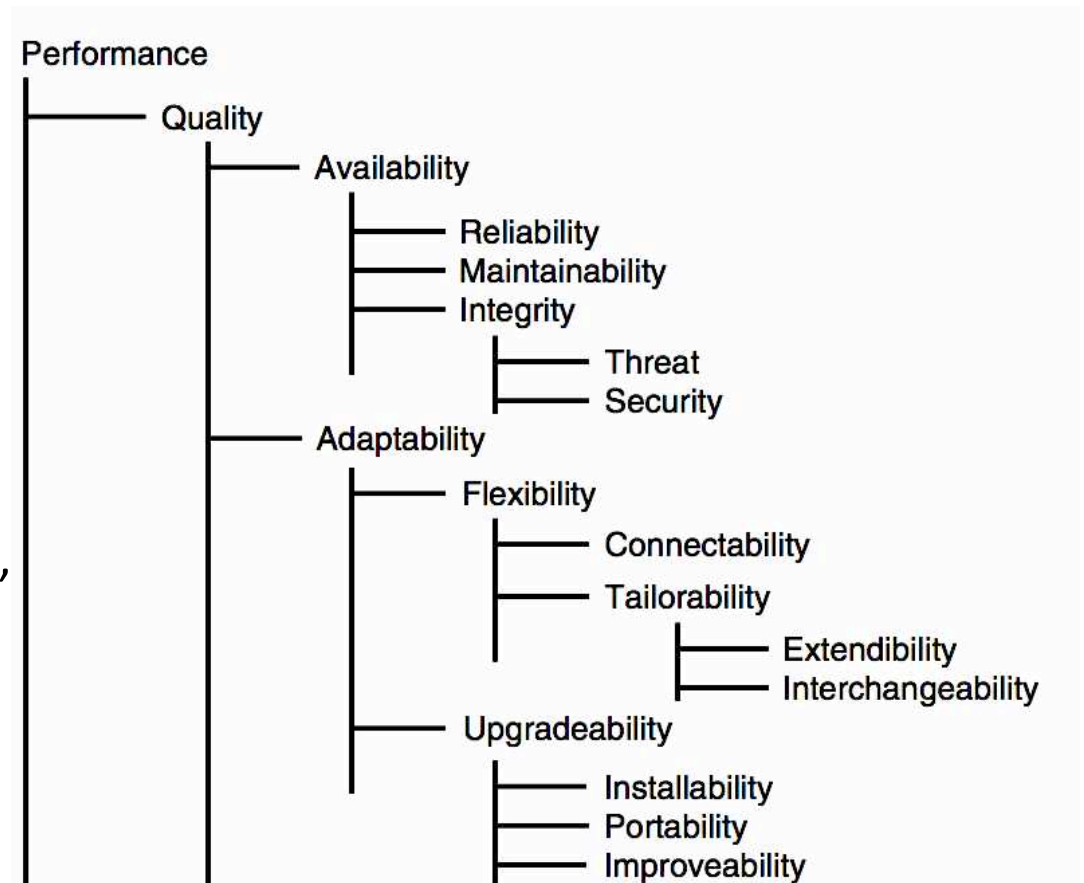 Performance
Quality
Availability
Reliability
Maintainability
Integrity
Threat
Security
Adaptability
Flexibility
Connectability
,
Tailorability
Extendibility
Interchangeability
Upgradeability
Installability
Portability
Improveability